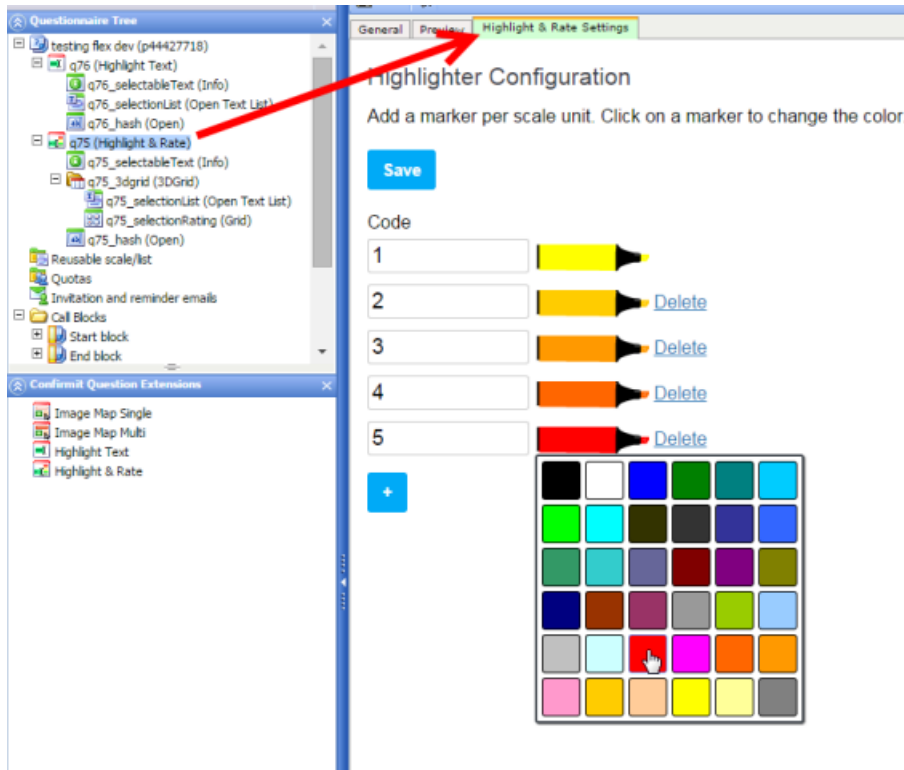 Questionnaire Tree
testing flex dev (p44427718)
q76 (Highlight Text)
q76_selectableText (Info)
q76_selectionList (Open Text List)
q76_hash (Open)
q75 (Highlight & Rate)
q75_selectableText (Info)
q75_3dgrid (3DGrid)
q75_selectionList (Open Text List)
q75_selectionRating (Grid)
q75_hash (Open)
Reusable scale/list
Quotas
Invitation and reminder emails
Call Blocks
Start block
End block
Confirmit Question Extensions
Image Map Single
Image Map Multi
Highlight Text
Highlight & Rate
General Preview Highlight & Rate Settings
Highlighter Configuration
Add a marker per scale unit. Click on a marker to change the color
Save
Code
1
2 Delete
3 Delete
4 Delete
5 Delete
+